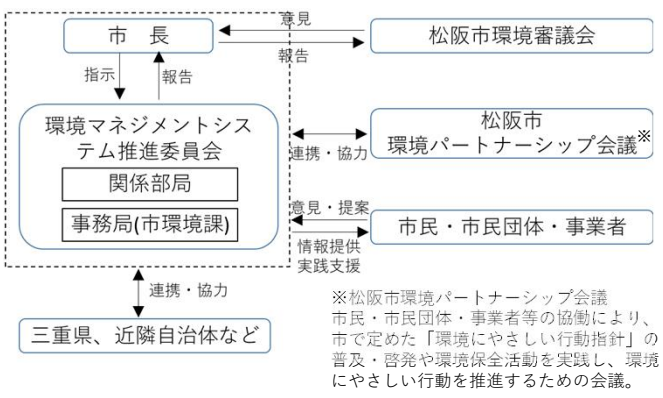 市　長
意見
報告
松阪市環境審議会
指示
報告
環境マネジメントシス
テム推進委員会
関係部局
事務局(市環境課)
連携・協力
松阪市
環境パートナーシップ会議※
意見・提案
情報提供
実践支援
市民・市民団体・事業者
連携・協力
三重県、近隣自治体など
※松阪市環境パートナーシップ会議
市民・市民団体・事業者等の協働により、
市で定めた「環境にやさしい行動指針」の
普及・啓発や環境保全活動を実践し、環境
にやさしい行動を推進するための会議。